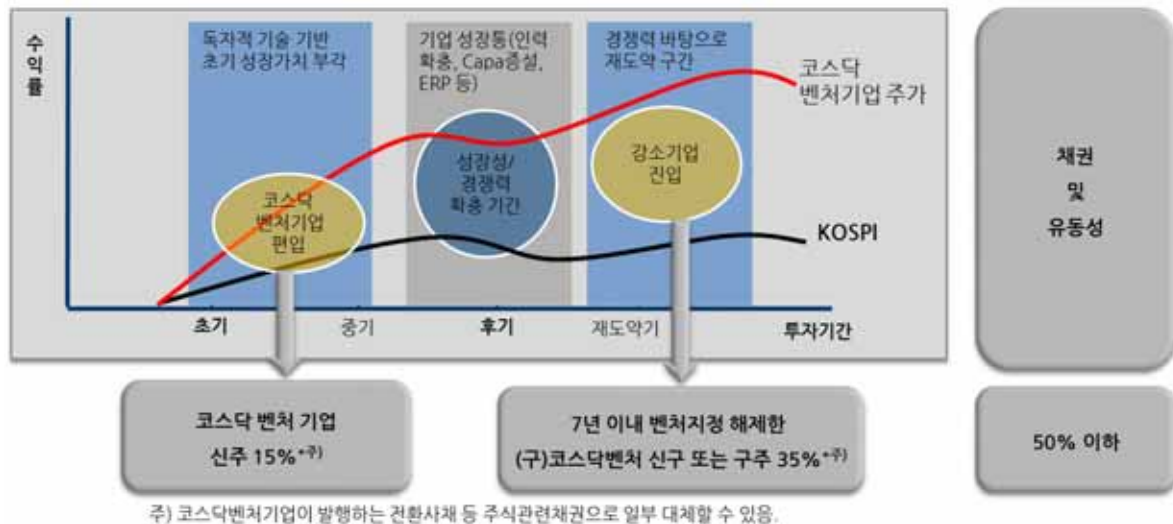 수
익
률
독자적 기술 기반
초기 성장가치 부각
기업 성장통(인력
확충, Capa증설,
ERP 등)
경쟁력 바탕으로
재도약 구간
코스닥
벤처기업 주가
코스닥
벤처기업
편입
성장성/
경쟁력
확충 기간
강소기업
진입
KOSPI
초기
중기
후기
재도약기
투자기간
채권
및
유동성
코스닥 벤처 기업
신주 15%+주)
7년 이내 벤처지정 해제한
(구)코스닥벤처 신구 또는 구주 35%+주)
50% 이하
주) 코스닥벤처기업이 발행하는 전환사채 등 주식관련채권으로 일부 대체할 수 있음.